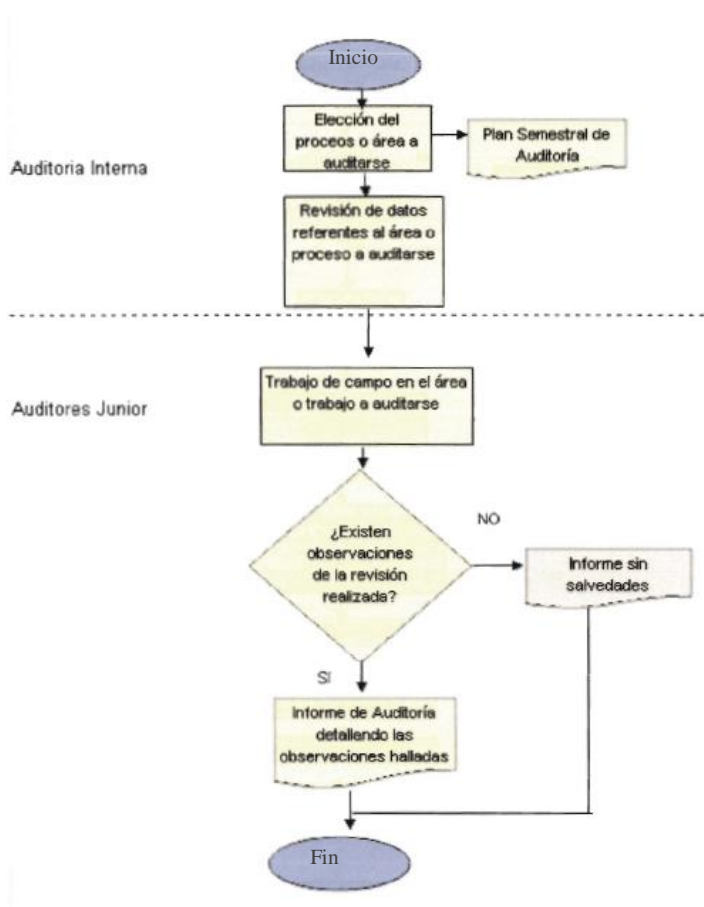 Inicio
Elección del
proceos o área a
auditarse
Plan Semestral de
Auditoría
Auditoria Interna
Revisión de datos
referentes al área o
proceso a auditarse
Trabajo de campo en el área
o trabajo a auditarse
Auditores Junior
¿Existen
observaciones
de la revisión
realizada?
NO
Informe sin
salvedades
SI
Informe de Auditoría
detallando las
observaciones halladas
Fin